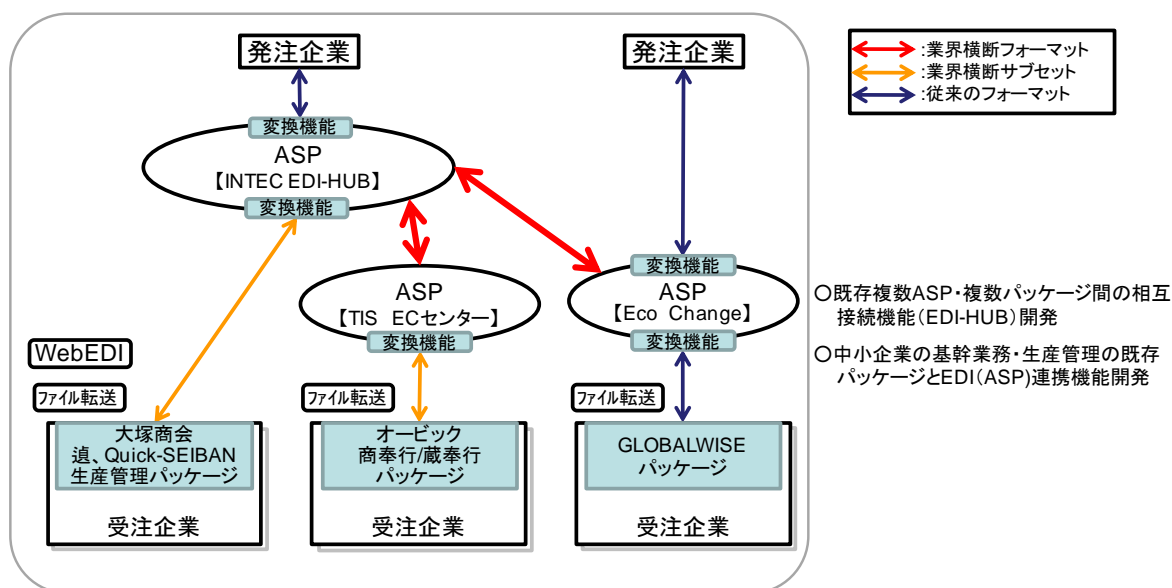 発注企業
発注企業
:業界横断フォーマット
:業界横断サブセット
:従来のフォーマット
変換機能
ASP
【INTEC EDI-HUB】
変換機能
変換機能
ASP
【TIS ECセンター】
変換機能
変換機能
ASP
【Eco Change】
変換機能
○既存複数ASP・複数パッケージ間の相互
接続機能(EDI-HUB)開発
○中小企業の基幹業務・生産管理の既存
パッケージとEDI(ASP)連携機能開発
WebEDI
ファイル転送
ファイル転送
ファイル転送
大塚商会
遉、Quick-SEIBAN
生産管理パッケージ
受注企業
オービック
商奉行/蔵奉行
パッケージ
受注企業
GLOBALWISE
パッケージ
受注企業